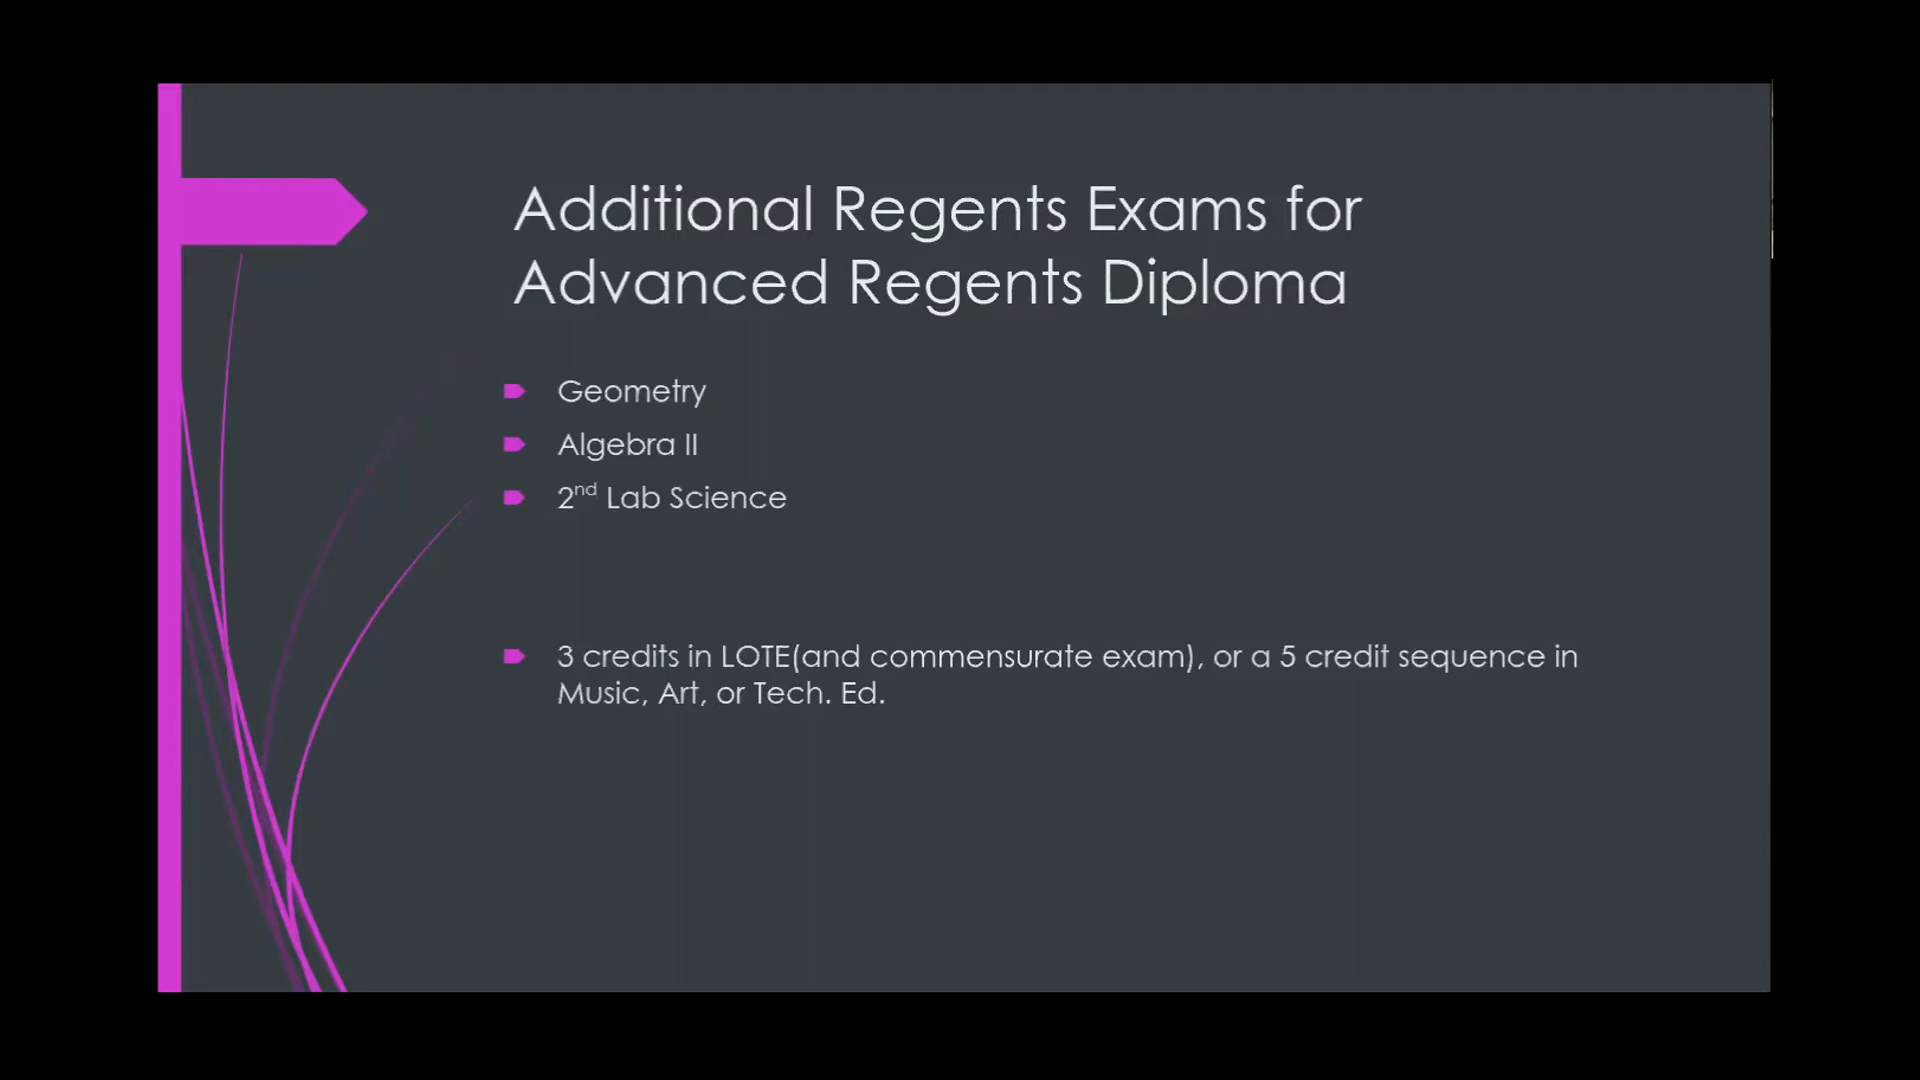 Additional Regents Exams for
Advanced Regents Diploma
Geometry
Algebra II
2nd Lab Science
3 credits in LOTE(and commensurate exam), or a 5 credit sequence in
Music, Art, or Tech. Ed.